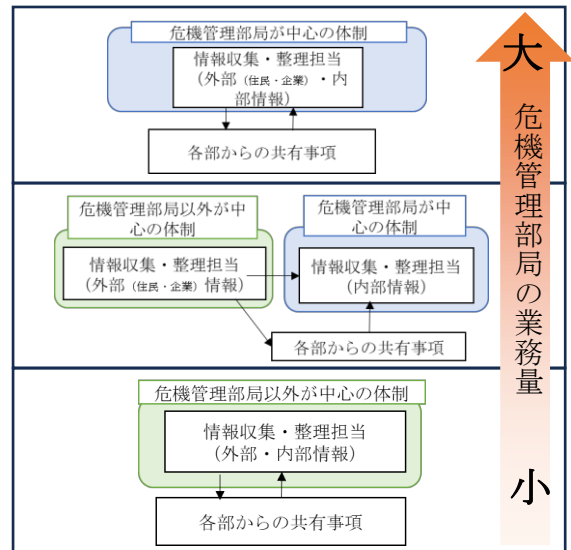 危機管理部局が中心の体制
情報収集・整理担当
（外部（住民・企業）・内
部情報）
各部からの共有事項
危機管理部局以外が中
心の体制
情報収集・整理担当
（外部（住民・企業）情報）
危機管理部局が中
心の体制
情報収集・整理担当
（内部情報）
各部からの共有事項
危機管理部局以外が中心の体制
情報収集・整理担当
（外部・内部情報）
各部からの共有事項
大
危機管理部局の業務量
小